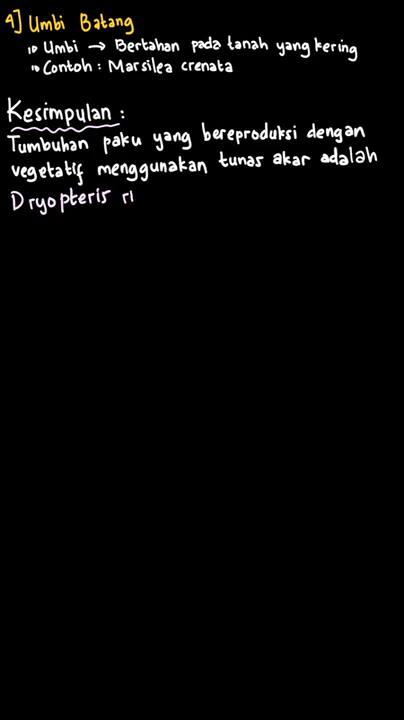 4] Umbi Batang
Umbi → Bertahan pada tanah yang kering
Contoh : Marsilea crenata
Kesimpulan :
Tumbuhan paku yang bereproduksi dengan
vegetatif menggunakan tunas akar adalah
Dryopteris ri